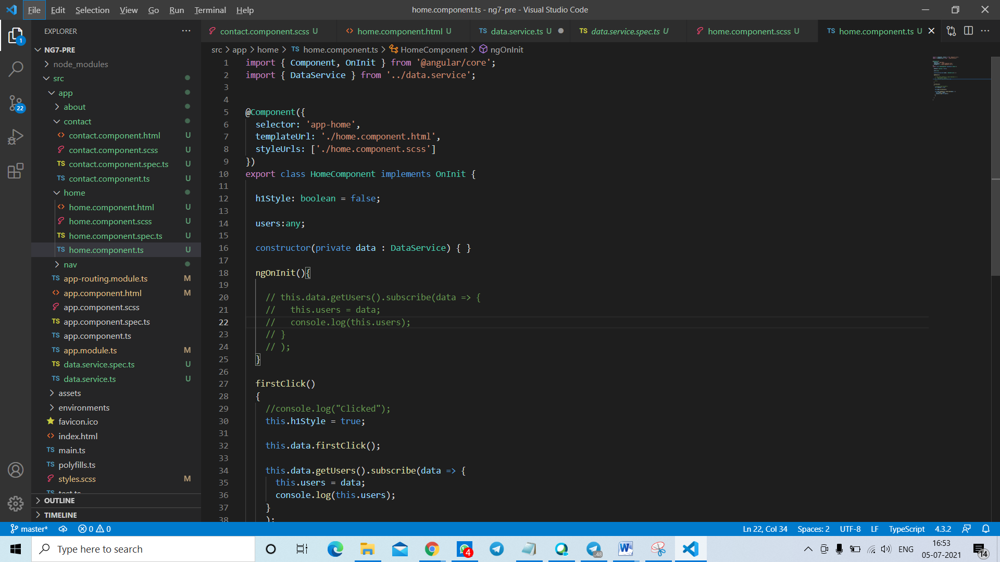 File Edit Selection View Go Run Terminal Help
home.component.ts - ng7-pre - Visual Studio Code
EXPLORER
contact.component.scss U
home.component.html U
data.service.ts U
data.service.spec.ts U
home.component.scss U
home.component.ts U
src > app > home > TS home.component.ts > HomeComponent > ngOnInit
1
NG7-PRE
node_modules
src
app
about
contact
contact.component.html U
contact.component.scss U
TS contact.component.spec.ts U
TS contact.component.ts U
home
home.component.html U
home.component.scss U
TS home.component.spec.ts U
TS home.component.ts U
nav
TS app-routing.module.ts M
app.component.html M
app.component.scss
TS app.component.spec.ts
TS app.component.ts
TS app.module.ts M
TS data.service.spec.ts U
TS data.service.ts U
assets
environments
favicon.ico
index.html
TS main.ts
TS polyfills.ts
styles.scss M
TS test.ts
OUTLINE
TIMELINE
22
1 import { Component, OnInit } from '@angular/core';
2 import { DataService } from '../data.service';
3
4
5 @Component({
6 selector: 'app-home',
7 templateUrl: './home.component.html',
8 styleUrls: ['./home.component.scss']
9 })
10 export class HomeComponent implements OnInit {
11
12 h1Style: boolean = false;
13
14 users:any;
15
16 constructor(private data : DataService) { }
17
18 ngOnInit(){
19
20 // this.data.getUsers().subscribe(data => {
21 //   this.users = data;
22 //   console.log(this.users);
23 // }
24 // );
25 }
26
27 firstClick()
28 {
29 //console.log("Clicked");
30 this.h1Style = true;
31
32 this.data.firstClick();
33
34 this.data.getUsers().subscribe(data => {
35 this.users = data;
36 console.log(this.users);
37 }
38 );
master* 0 0
Ln 22, Col 34 Spaces: 2 UTF-8 LF TypeScript 4.3.2
Type here to search
4
.48
ENG
16:53
05-07-2021
14